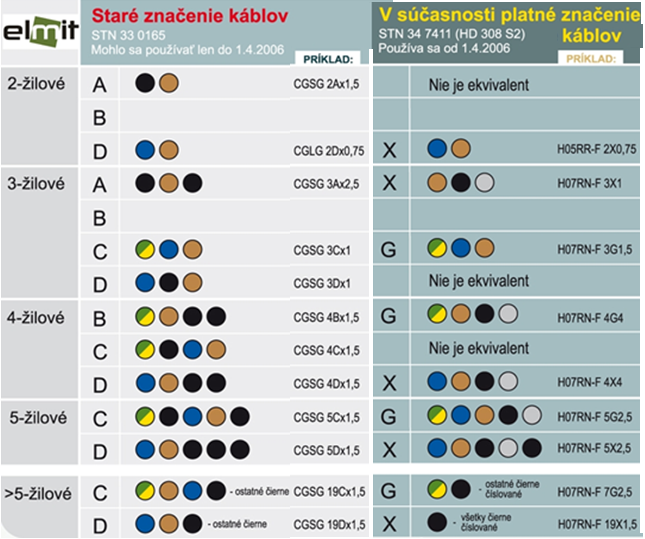 elmit
Staré značenie káblov
STN 33 0165
Mohlo sa používať len do 1.4.2006
PRÍKLAD:
V súčasnosti platné značenie
káblov
STN 34 7411 (HD 308 S2)
Používa sa od 1.4.2006
PRÍKLAD:
2-žilové A CGSG 2Ax1,5 Nie je ekvivalent
B
D CGLG 2Dx0,75 X H05RR-F 2X0,75
3-žilové A CGSG 3Ax2,5 X H07RN-F 3X1
B
C CGSG 3Cx1 G H07RN-F 3G1,5
D CGSG 3Dx1 Nie je ekvivalent
4-žilové B CGSG 4Bx1,5 G H07RN-F 4G4
C CGSG 4Cx1,5 Nie je ekvivalent
D CGSG 4Dx1,5 X H07RN-F 4X4
5-žilové C CGSG 5Cx1,5 G H07RN-F 5G2,5
D CGSG 5Dx1,5 X H07RN-F 5X2,5
>5-žilové C - ostatné čierne CGSG 19Cx1,5 G - ostatné čierne číslované H07RN-F 7G2,5
D - ostatné čierne CGSG 19Dx1,5 X - všetky čierne číslované H07RN-F 19X1,5